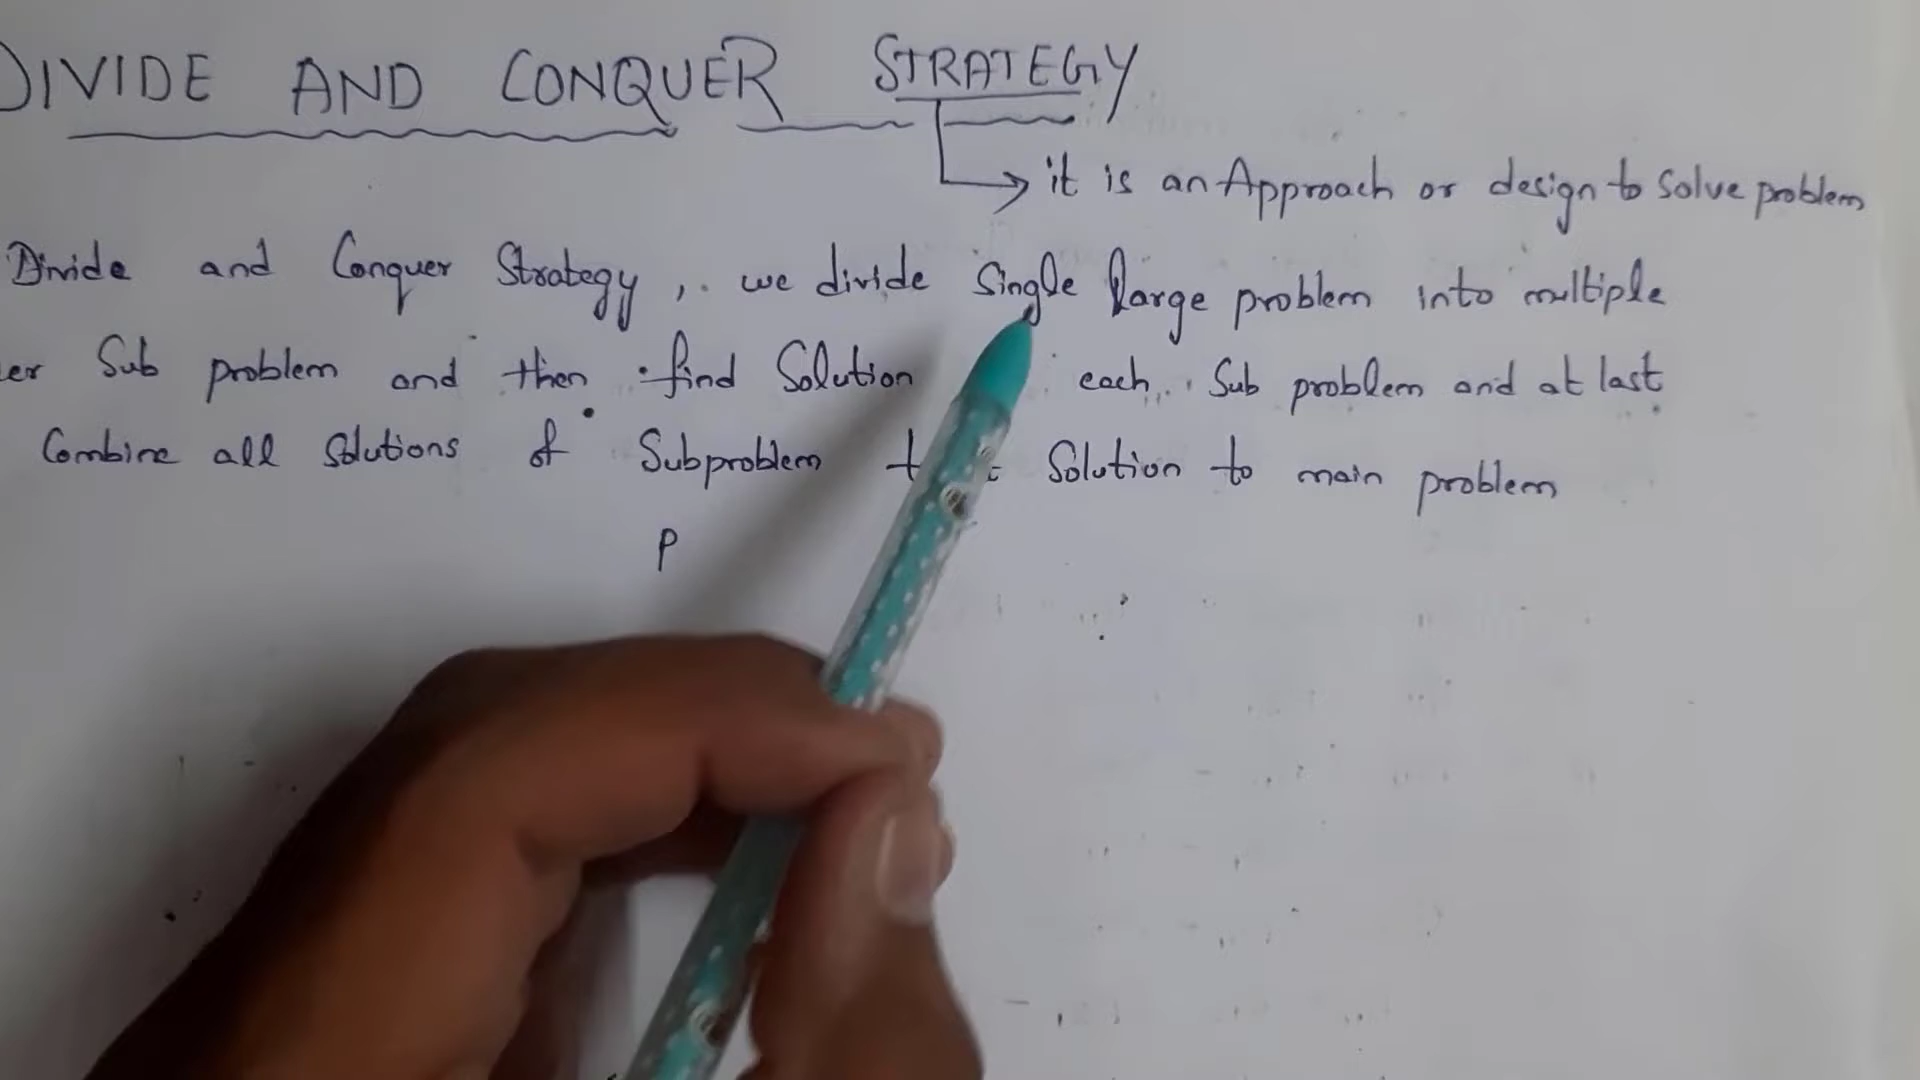 DIVIDE AND CONQUER STRATEGY
it is an Approach or design to solve problem
Divide and Conquer Strategy, we divide single large problem into multiple
er Sub problem and then find Solution each Sub problem and at last
Combine all Solutions of Subproblem Solution to main problem
P